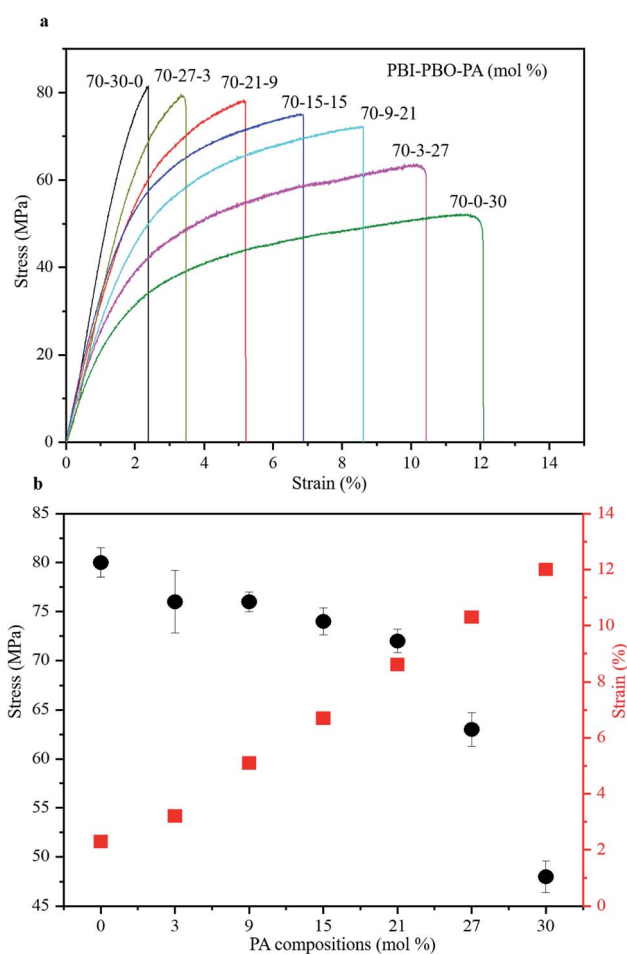 a
PBI-PBO-PA (mol %)
70-30-0
70-27-3
70-21-9
70-15-15
70-9-21
70-3-27
70-0-30
Stress (MPa)
80
60
40
20
0
0 2 4 6 8 10 12 14
Strain (%)
b
Stress (MPa)
85
80
75
70
65
60
55
50
45
14
12
10
8
6
4
2
0
Strain (%)
0 3 9 15 21 27 30
PA compositions (mol %)